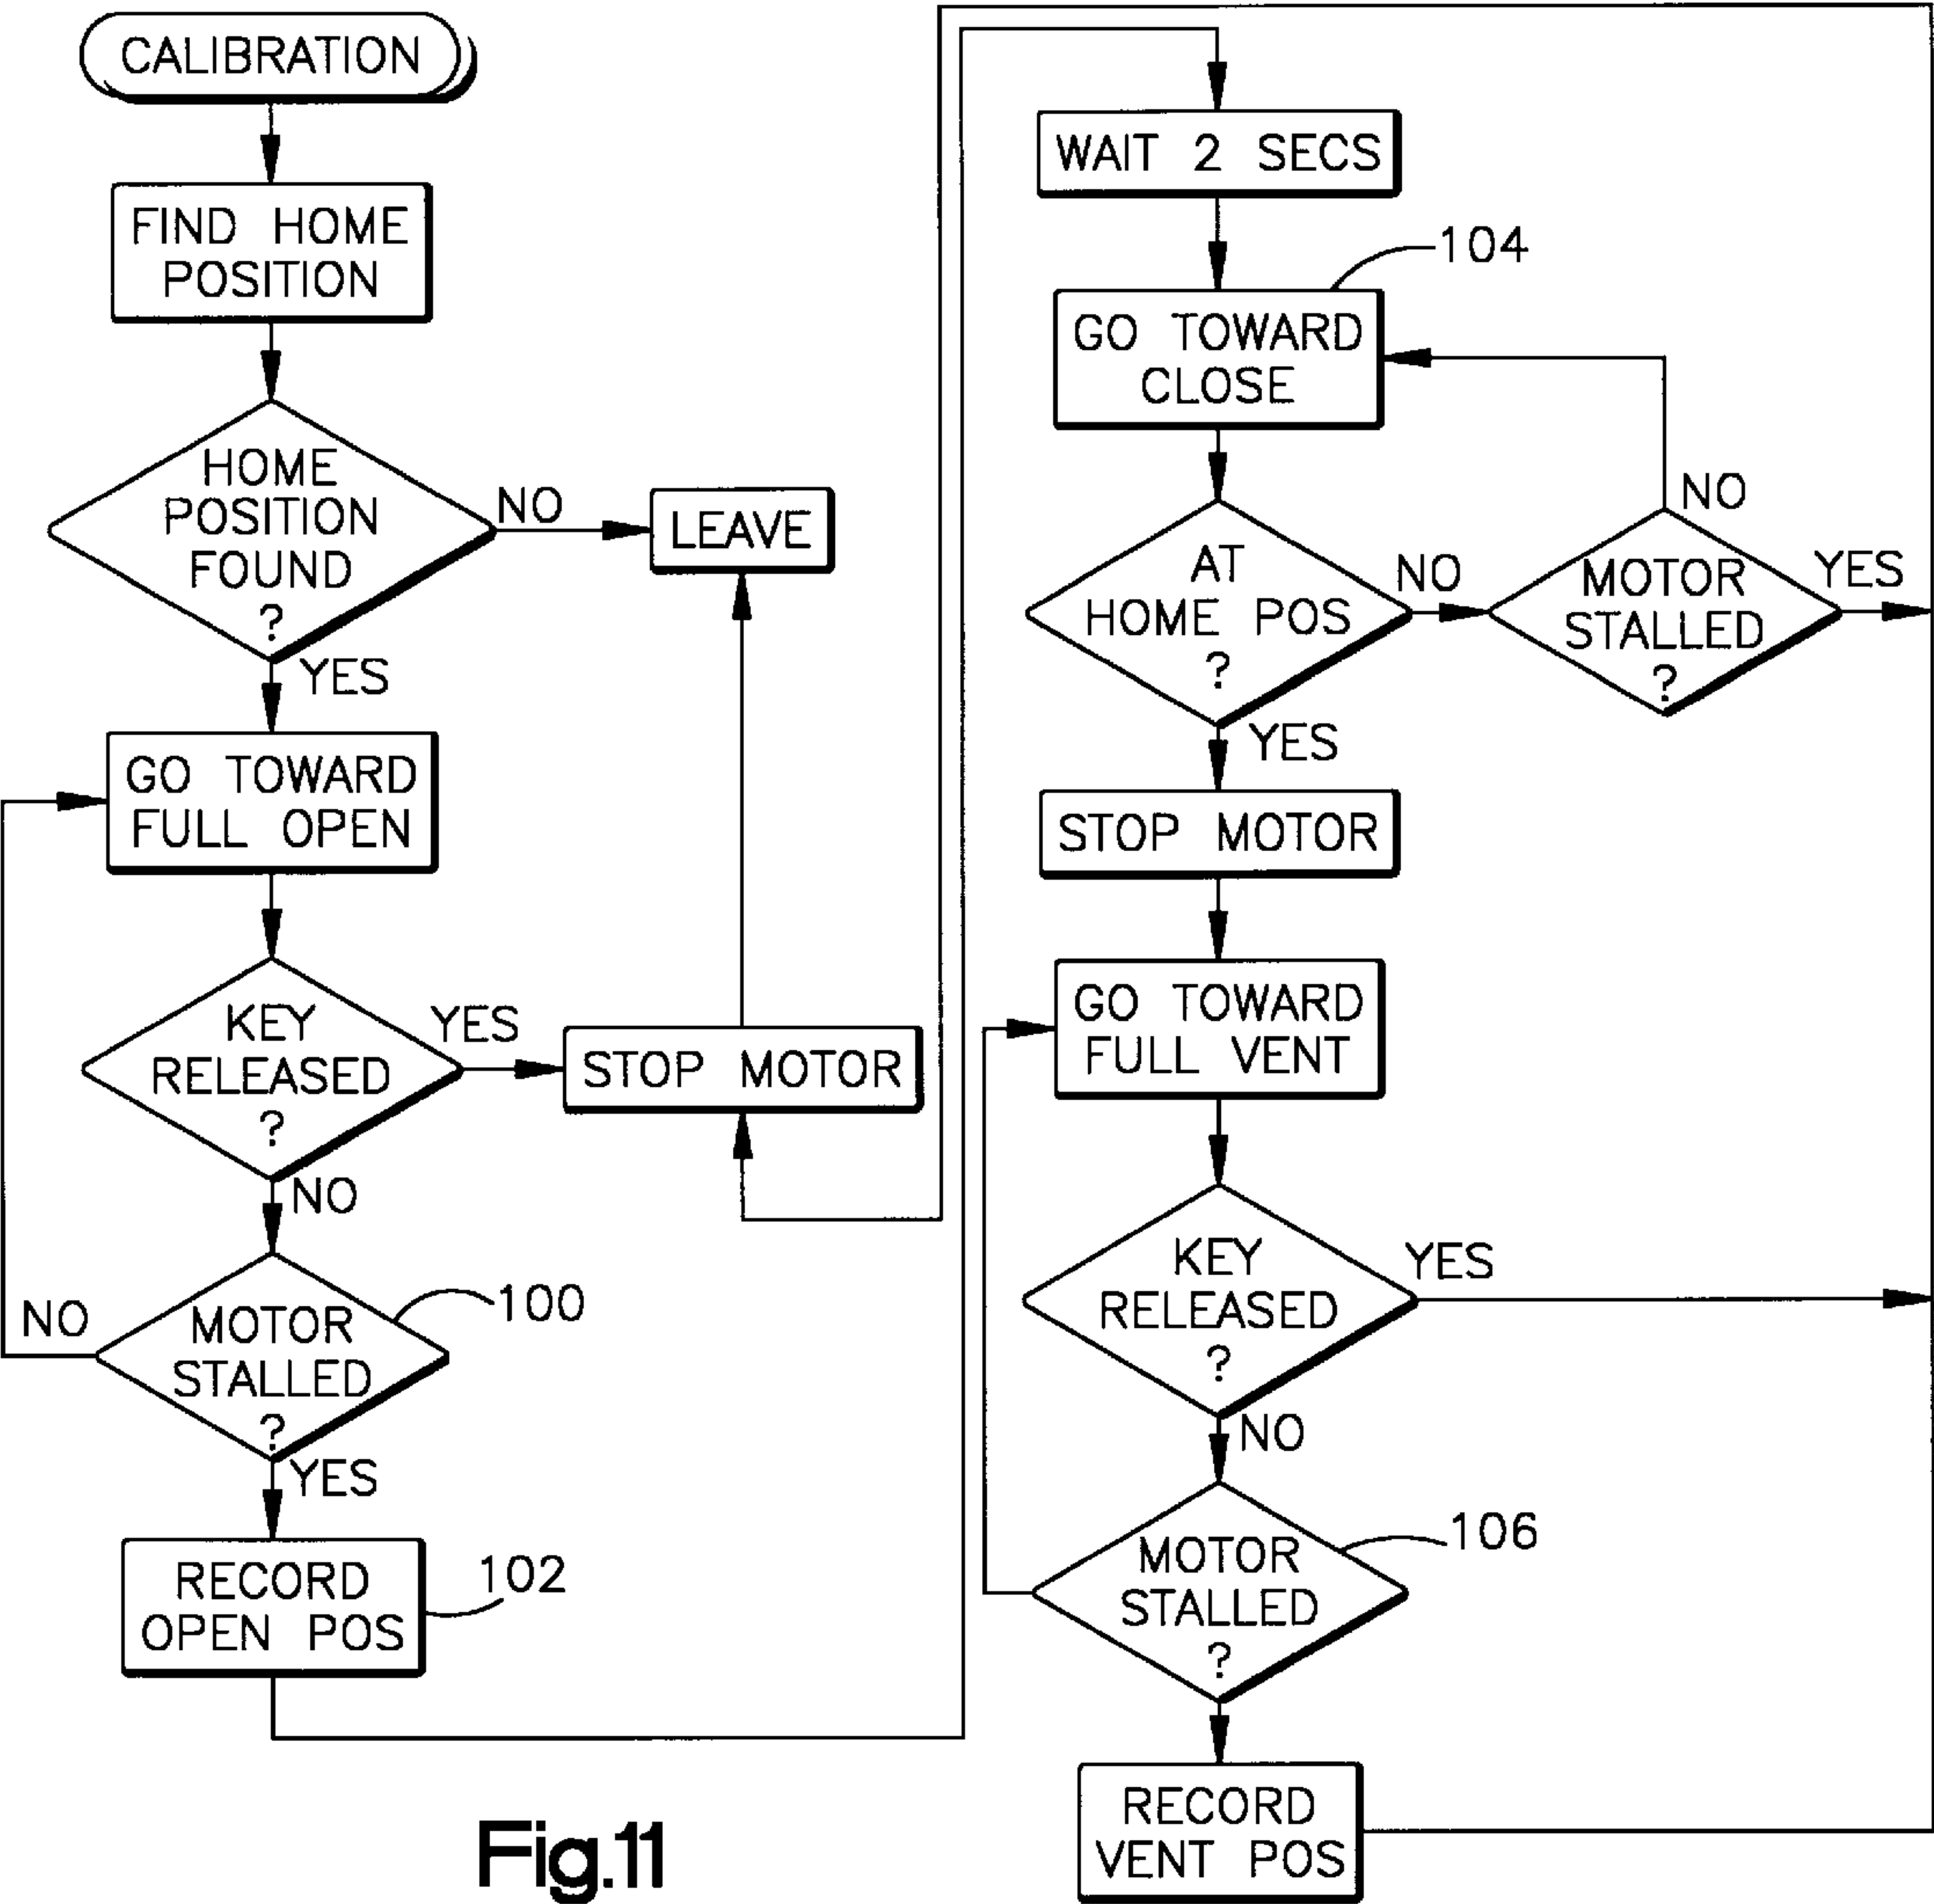 CALIBRATION
FIND HOME
POSITION
HOME
POSITION
FOUND
?
NO
LEAVE
YES
GO TOWARD
FULL OPEN
KEY
RELEASED
?
YES
STOP MOTOR
NO
MOTOR
STALLED
?
100
NO
YES
RECORD
OPEN POS
102
WAIT 2 SECS
104
GO TOWARD
CLOSE
AT
HOME POS
?
NO
MOTOR
STALLED
?
NO
YES
YES
STOP MOTOR
GO TOWARD
FULL VENT
KEY
RELEASED
?
YES
NO
MOTOR
STALLED
?
106
RECORD
VENT POS
Fig.11